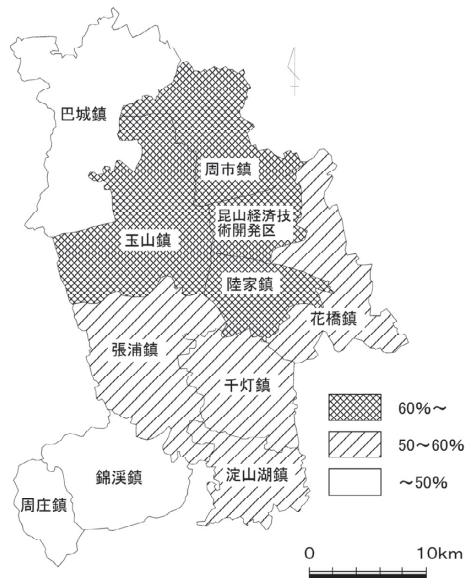 巴城鎮
周市鎮
昆山経済技
術開発区
玉山鎮
陸家鎮
花橋鎮
張浦鎮
千灯鎮
60%～
50～60%
～50%
錦溪鎮
淀山湖鎮
周庄鎮
0 10km